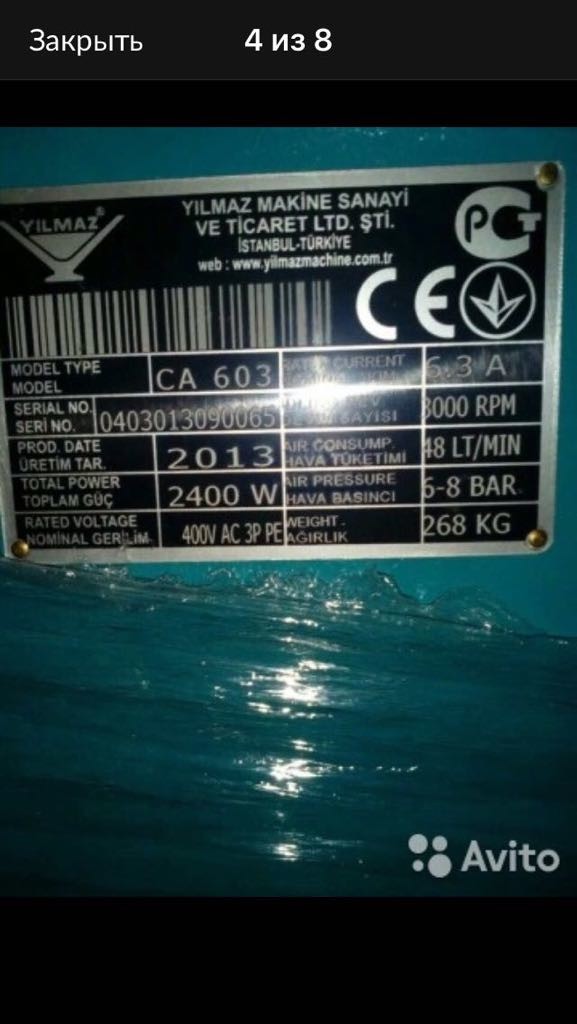 Закрыть
4 из 8
YILMAZ®
YILMAZ MAKİNE SANAYİ
VE TİCARET LTD. ŞTİ.
İSTANBUL-TÜRKİYE
web : www.yilmazmachine.com.tr
РСТ
CE
MODEL TYPE
MODEL
CA 603
RATED CURRENT
6.3 A
SERIAL NO.
SERİ NO.
0403013090065
3000 RPM
PROD. DATE
ÜRETİM TAR.
2013
AIR CONSUMP.
HAVA TÜKETİMİ
48 LT/MIN
TOTAL POWER
TOPLAM GÜÇ
2400 W
AIR PRESSURE
HAVA BASINCI
6-8 BAR
RATED VOLTAGE
NOMİNAL GERİLİM
400V AC 3P PE
WEIGHT
AĞIRLIK
268 KG
Avito